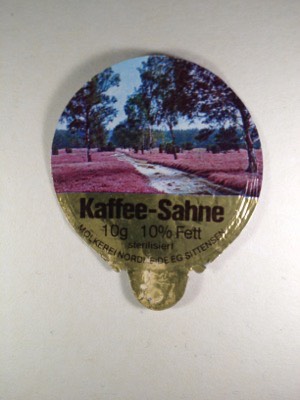 Kaffee-Sahne
10g 10% Fett
sterilisiert
MOLKEREI NORDHEIDE EG SITTENSEN